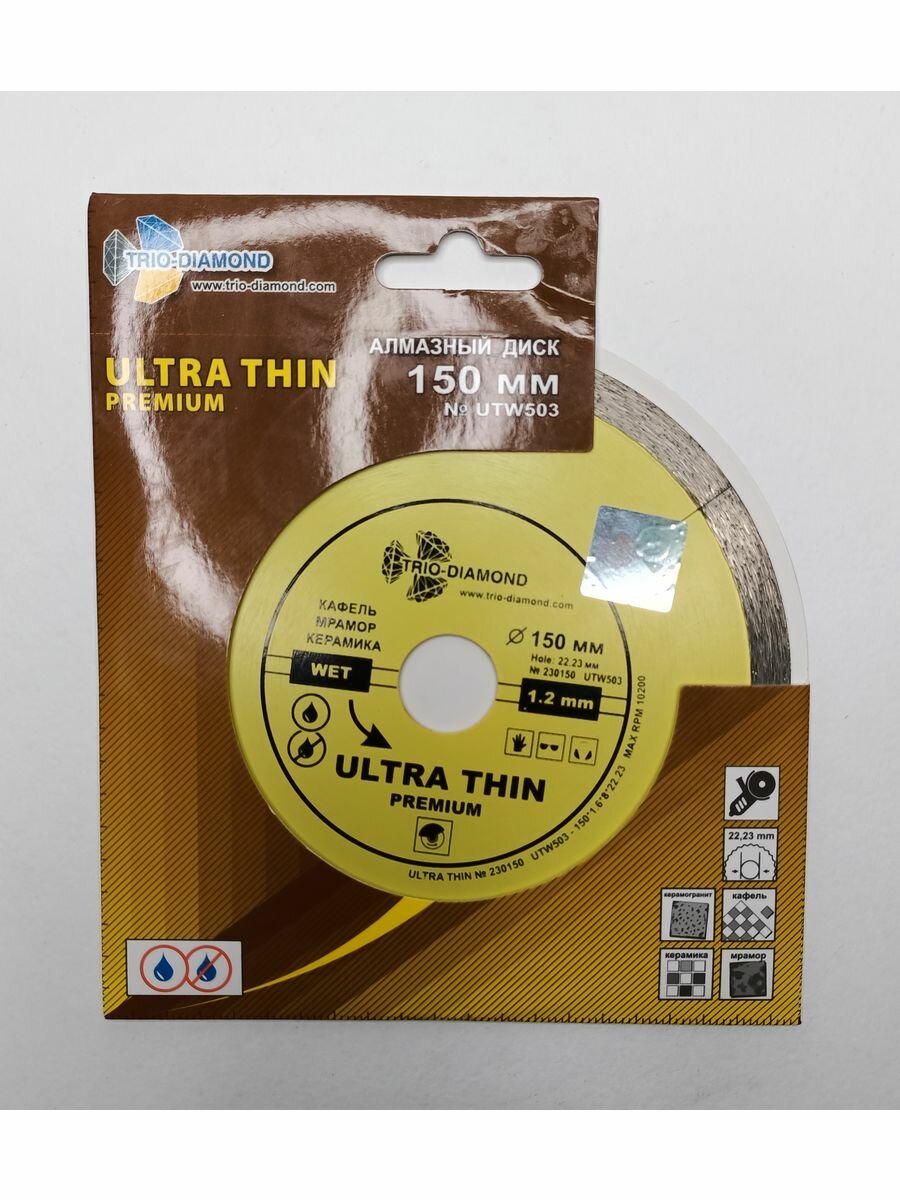 TRIO-DIAMOND
www.trio-diamond.com
ULTRA THIN
PREMIUM
АЛМАЗНЫЙ ДИСК
150 мм
№ UTW503
TRIO-DIAMOND
www.trio-diamond.com
КАФЕЛЬ
МРАМОР
КЕРАМИКА
WET
150 мм
Hole: 22.23 мм
№ 230150 UTW503
1.2 mm
ULTRA THIN
PREMIUM
ULTRA THIN № 230150 UTW503 - 150*1,6*8*22.23 MAX RPM 10200
22,23 mm
керамогранит
кафель
керамика
мрамор